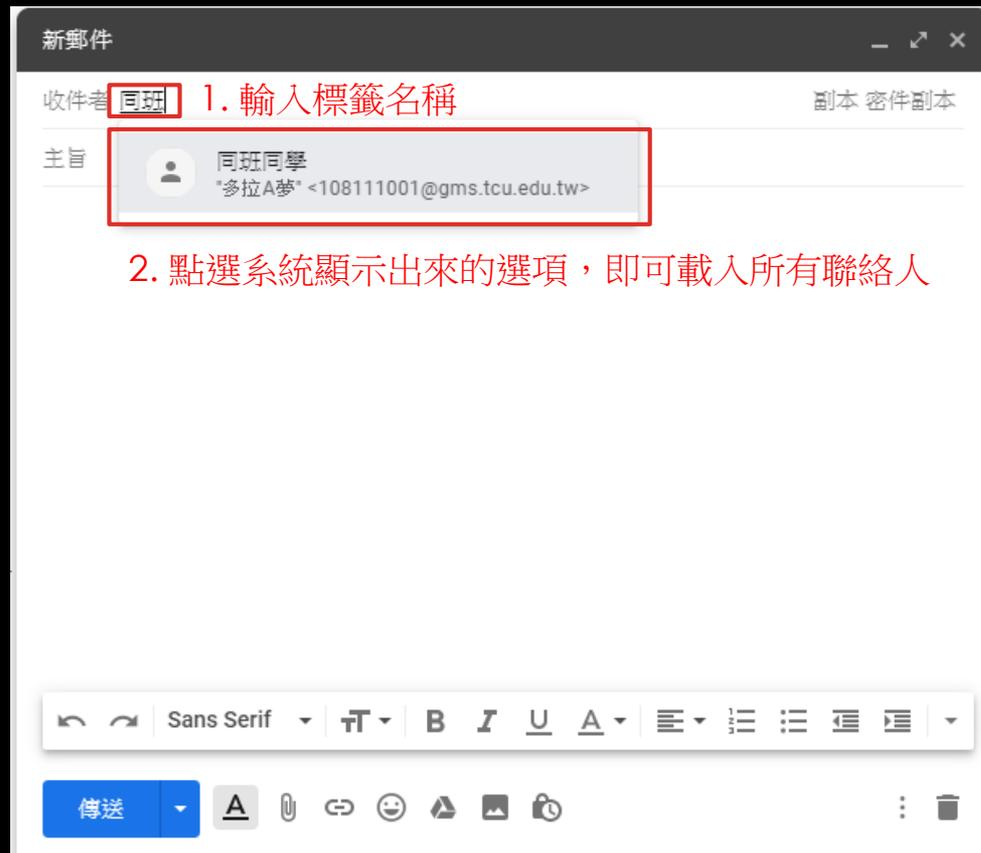 新郵件
收件者 同班 1. 輸入標籤名稱 副本 密件副本
主旨
同班同學
"多拉A夢" <108111001@gms.tcu.edu.tw>
2. 點選系統顯示出來的選項，即可載入所有聯絡人
Sans Serif
傳送